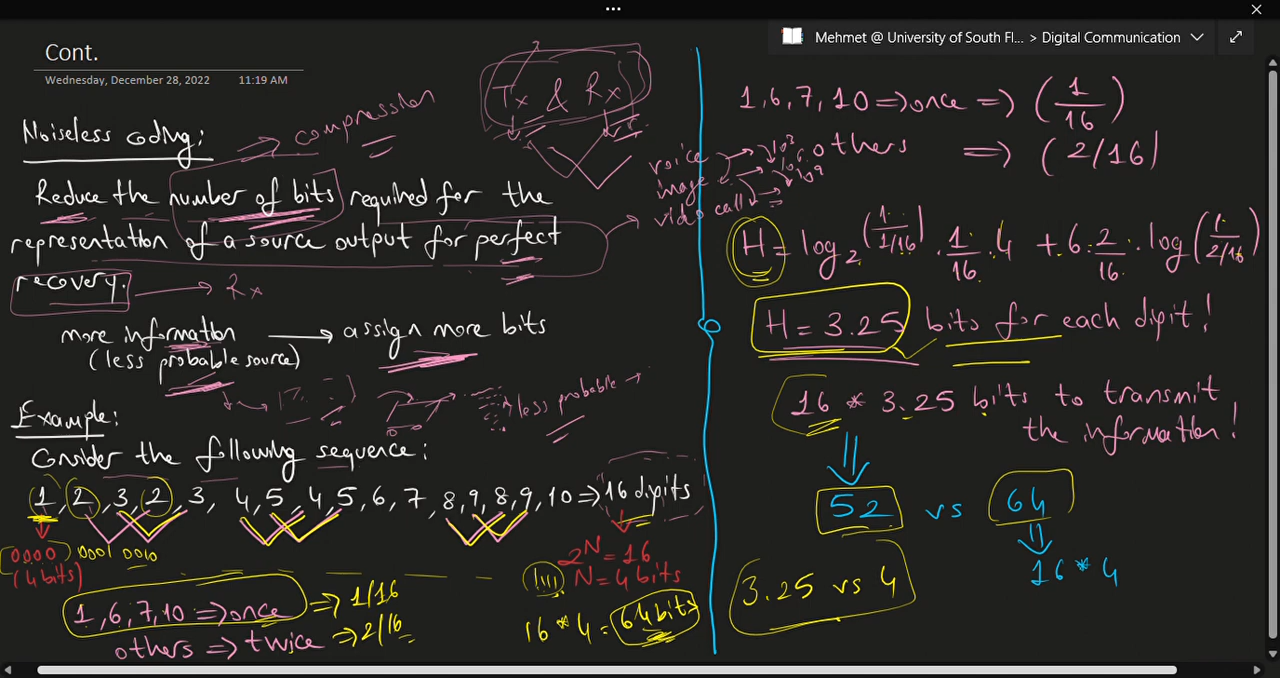 Cont.
Wednesday, December 28, 2022 11:19 AM
Mehmet @ University of South Fl... > Digital Communication
Noiseless coding:
compression
Tx & Rx
Reduce the number of bits required for the
representation of a source output for perfect
recovery.
Rx
voice
image
video call
10³
10⁶
10⁹
more information → assign more bits
(less probable source)
less probable →
Example:
Consider the following sequence:
1, 2, 3, 2, 3, 4, 5, 4, 5, 6, 7, 8, 9, 8, 9, 10 => 16 digits
0000 0001 0010
(4 bits)
2^N = 16
N = 4 bits
!!!!
16 * 4 = 64 bits
1, 6, 7, 10 => once => 1/16
others => twice => 2/16
1, 6, 7, 10 => once => (1/16)
others => (2/16)
H = log₂(1/1/16) . 1/16 . 4 + 6 . 2/16 . log(1/2/16)
H = 3.25 bits for each digit!
16 * 3.25 bits to transmit
the information!
52 vs 64
16 * 4
3.25 vs 4